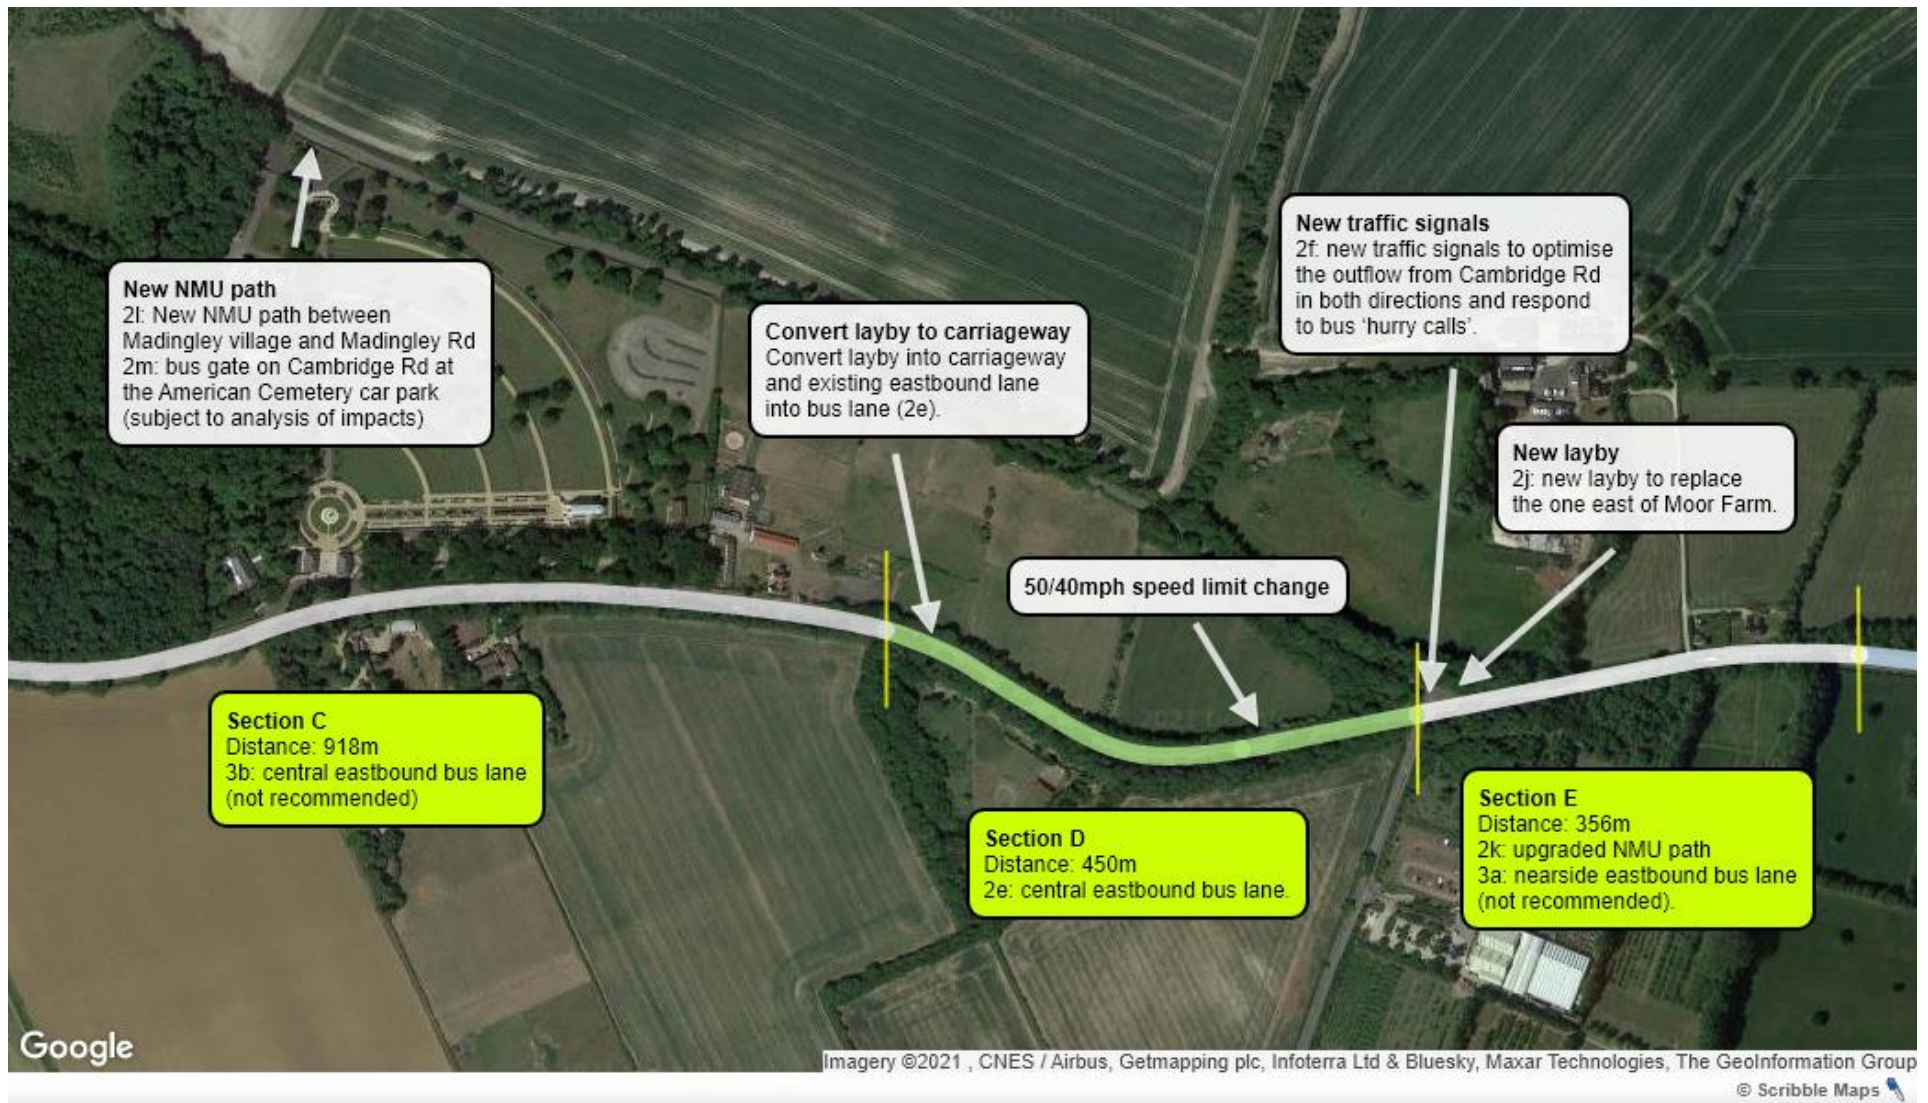 New NMU path
2l: New NMU path between
Madingley village and Madingley Rd
2m: bus gate on Cambridge Rd at
the American Cemetery car park
(subject to analysis of impacts)
Convert layby to carriageway
Convert layby into carriageway
and existing eastbound lane
into bus lane (2e).
New traffic signals
2f: new traffic signals to optimise
the outflow from Cambridge Rd
in both directions and respond
to bus ‘hurry calls’.
New layby
2j: new layby to replace
the one east of Moor Farm.
50/40mph speed limit change
Section C
Distance: 918m
3b: central eastbound bus lane
(not recommended)
Section D
Distance: 450m
2e: central eastbound bus lane.
Section E
Distance: 356m
2k: upgraded NMU path
3a: nearside eastbound bus lane
(not recommended).
Google
Imagery ©2021 , CNES / Airbus, Getmapping plc, Infoterra Ltd & Bluesky, Maxar Technologies, The GeoInformation Group
© Scribble Maps